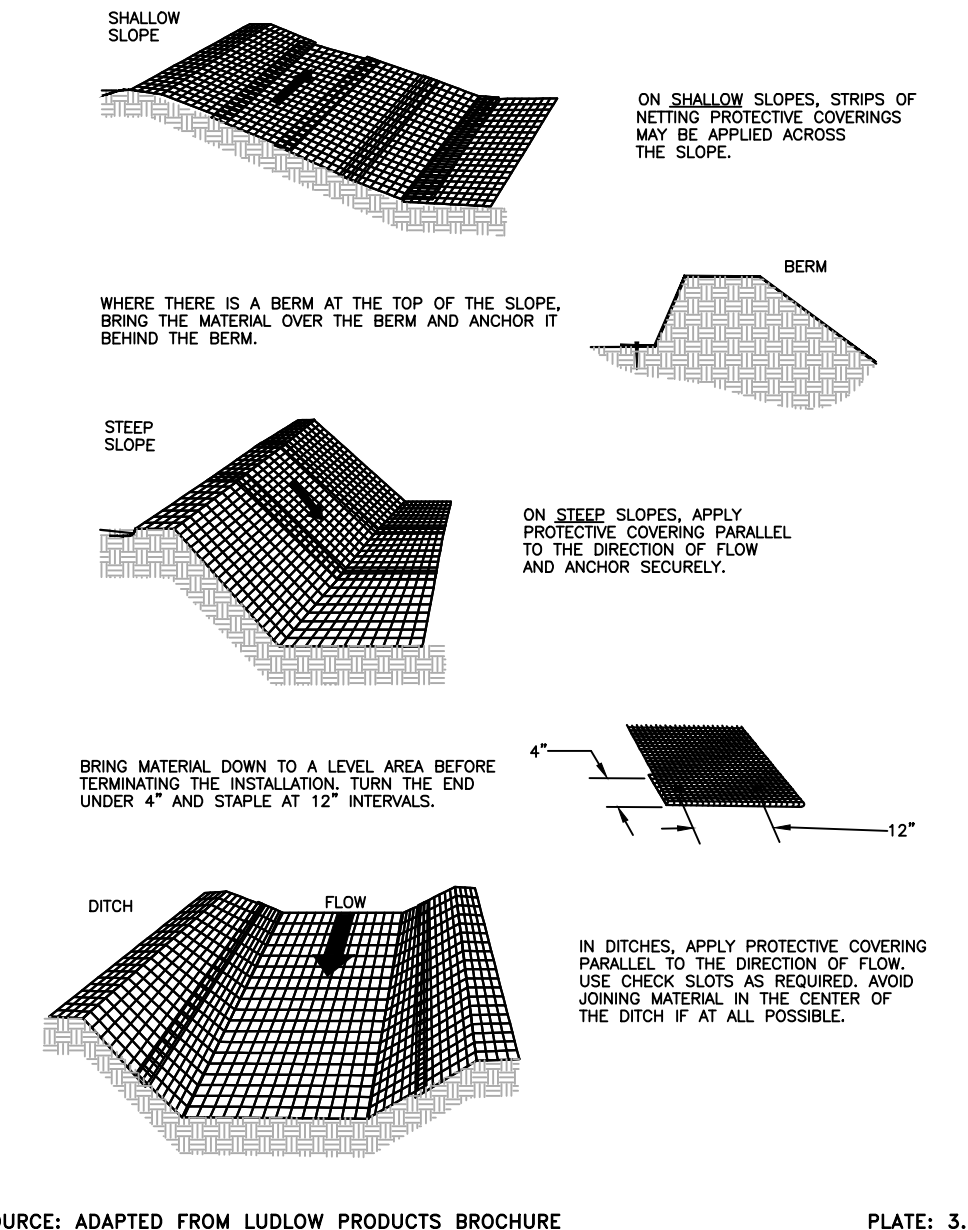 SHALLOW
SLOPE
ON SHALLOW SLOPES, STRIPS OF
NETTING PROTECTIVE COVERINGS
MAY BE APPLIED ACROSS
THE SLOPE.
BERM
WHERE THERE IS A BERM AT THE TOP OF THE SLOPE,
BRING THE MATERIAL OVER THE BERM AND ANCHOR IT
BEHIND THE BERM.
STEEP
SLOPE
ON STEEP SLOPES, APPLY
PROTECTIVE COVERING PARALLEL
TO THE DIRECTION OF FLOW
AND ANCHOR SECURELY.
4"
BRING MATERIAL DOWN TO A LEVEL AREA BEFORE
TERMINATING THE INSTALLATION. TURN THE END
UNDER 4" AND STAPLE AT 12" INTERVALS.
12"
DITCH
FLOW
IN DITCHES, APPLY PROTECTIVE COVERING
PARALLEL TO THE DIRECTION OF FLOW.
USE CHECK SLOTS AS REQUIRED. AVOID
JOINING MATERIAL IN THE CENTER OF
THE DITCH IF AT ALL POSSIBLE.
OURCE: ADAPTED FROM LUDLOW PRODUCTS BROCHURE
PLATE: 3.